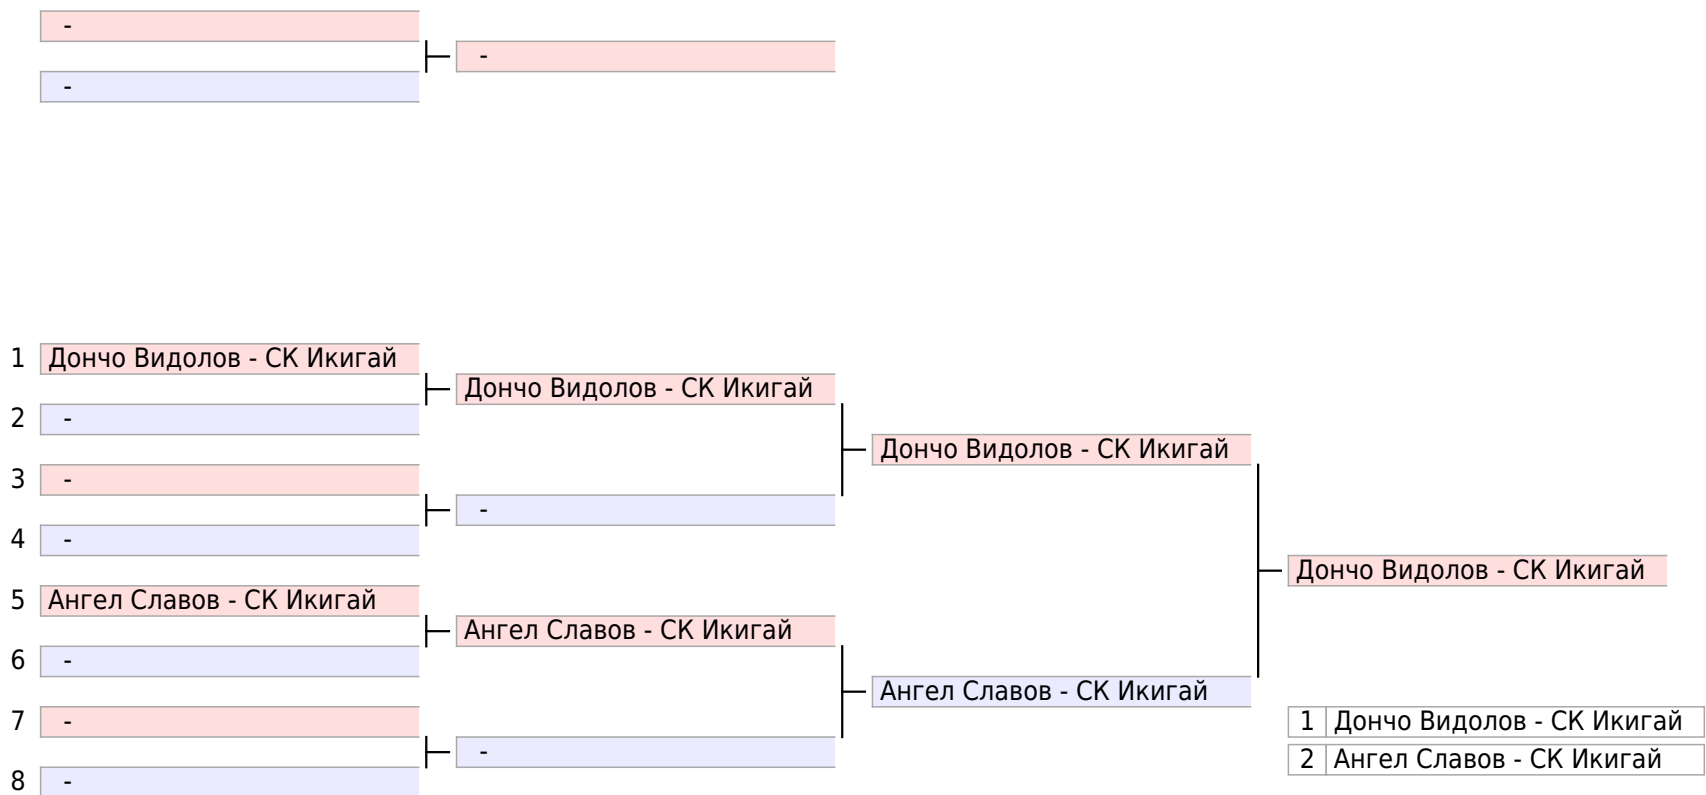 -
-
-
1 Дончо Видолов - СК Икигай
Дончо Видолов - СК Икигай
2 -
Дончо Видолов - СК Икигай
3 -
-
4 -
Дончо Видолов - СК Икигай
5 Ангел Славов - СК Икигай
Ангел Славов - СК Икигай
6 -
Ангел Славов - СК Икигай
7 -
1 Дончо Видолов - СК Икигай
-
2 Ангел Славов - СК Икигай
8 -